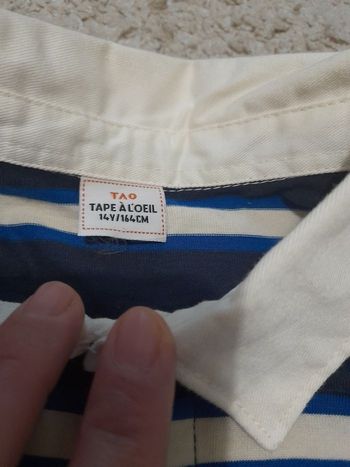 TAO
TAPE À L'OEIL
14Y/164CM